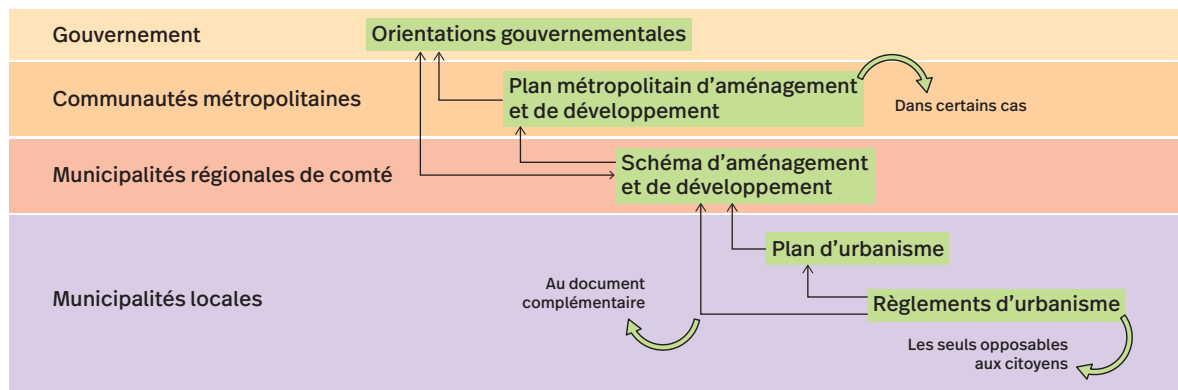 Gouvernement
Orientations gouvernementales
Communautés métropolitaines
Plan métropolitain d’aménagement
et de développement
Dans certains cas
Municipalités régionales de comté
Schéma d’aménagement
et de développement
Municipalités locales
Plan d’urbanisme
Au document
complémentaire
Règlements d’urbanisme
Les seuls opposables
aux citoyens